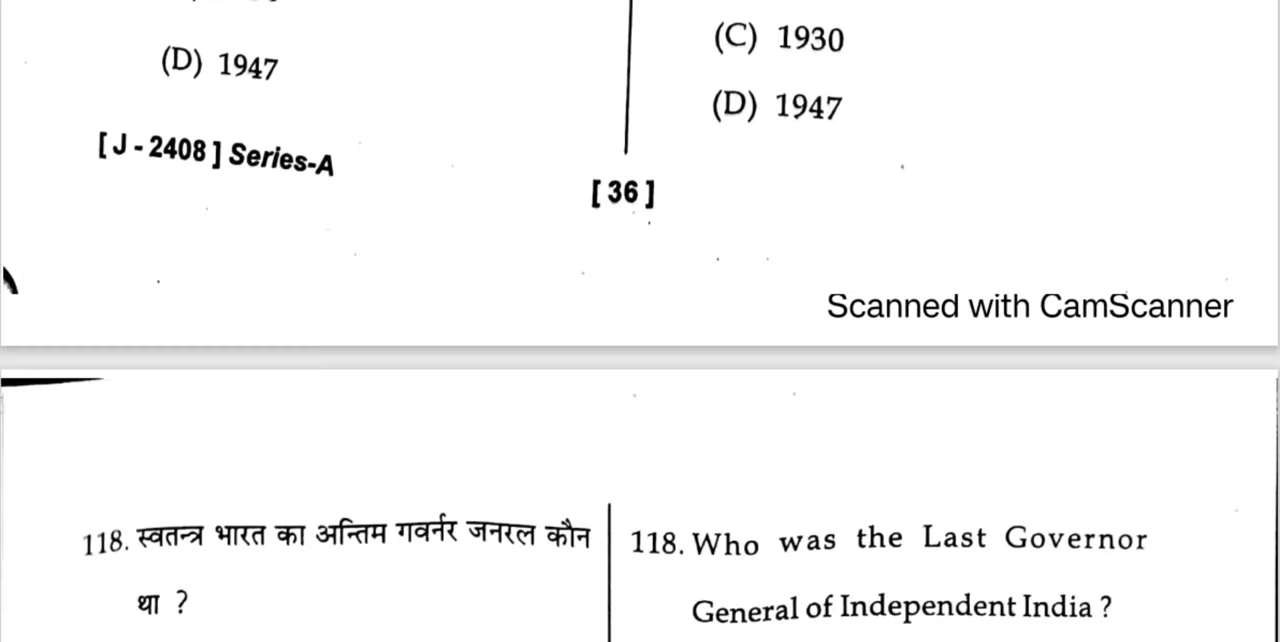 (D) 1947
(C) 1930
(D) 1947
[ J - 2408 ] Series-A
[ 36 ]
Scanned with CamScanner
118. स्वतन्त्र भारत का अन्तिम गवर्नर जनरल कौन
था ?
118. Who was the Last Governor
General of Independent India ?